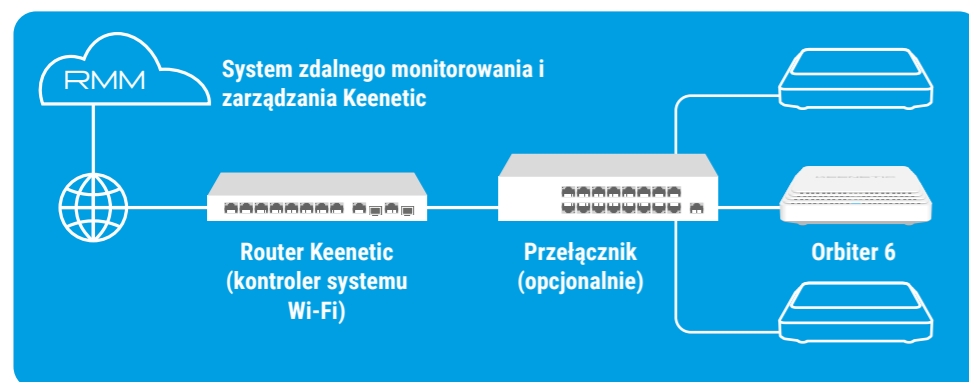 RMM
System zdalnego monitorowania i
zarządzania Keenetic
Router Keenetic
(kontroler systemu
Wi-Fi)
Przełącznik
(opcjonalnie)
Orbiter 6